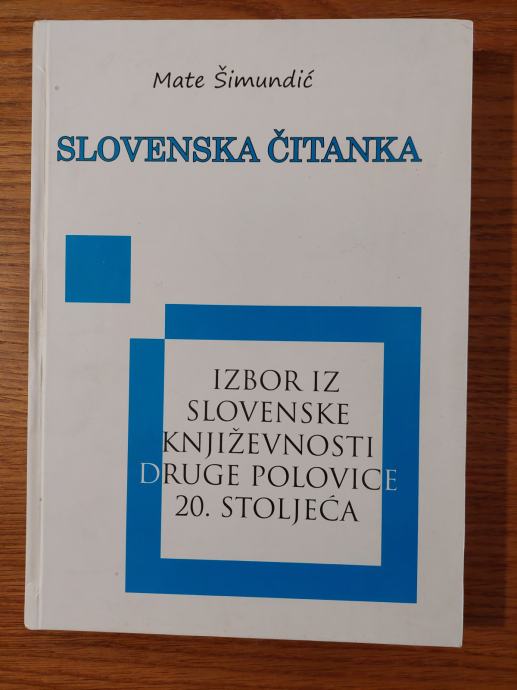 Mate Šimundić
SLOVENSKA ČITANKA
IZBOR IZ
SLOVENSKE
KNJIŽEVNOSTI
DRUGE POLOVICE
20. STOLJEĆA